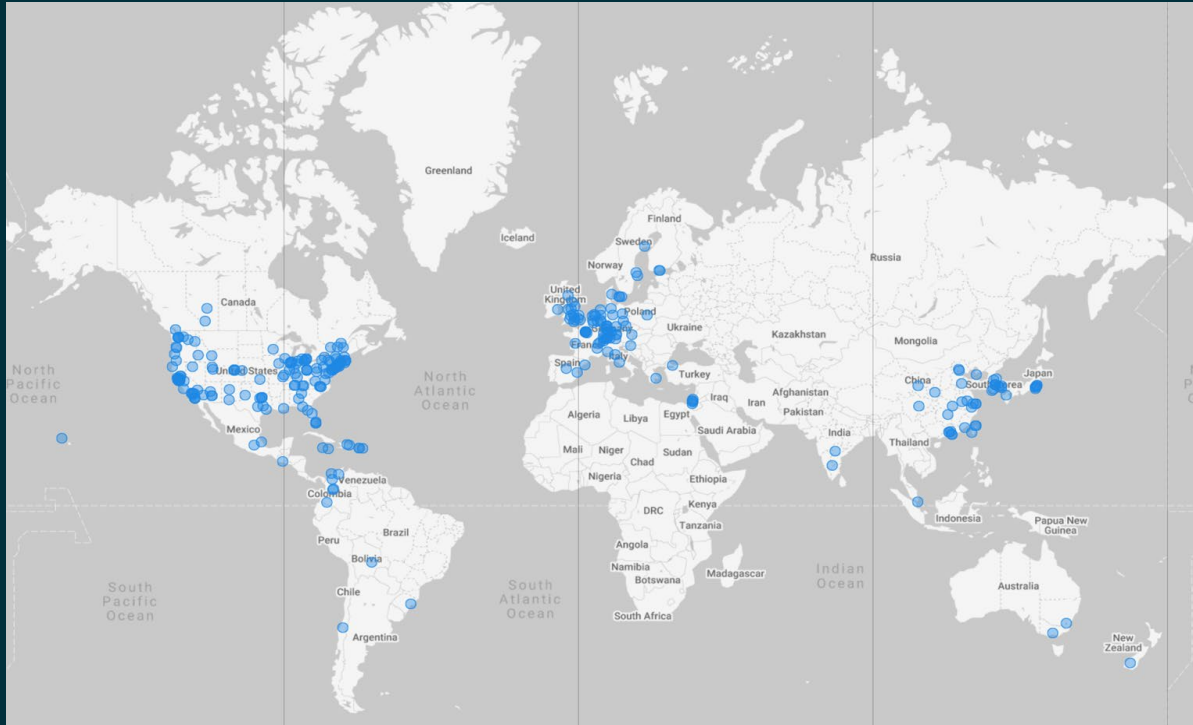 Greenland
Iceland
Finland
Sweden
Norway
Russia
Canada
United
Kingdom
Poland
Ukraine
Kazakhstan
Mongolia
France
Italy
Spain
Turkey
North
Pacific
Ocean
United States
North
Atlantic
Ocean
China
South Korea
Japan
Afghanistan
Iraq
Iran
Pakistan
Algeria
Libya
Egypt
Saudi Arabia
Mexico
India
Thailand
Mali
Niger
Chad
Sudan
Nigeria
Ethiopia
Venezuela
Colombia
DRC
Kenya
Tanzania
Indonesia
Papua New
Guinea
Peru
Brazil
Bolivia
Angola
Namibia
Botswana
Madagascar
Indian
Ocean
South
Pacific
Ocean
Chile
South
Atlantic
Ocean
South Africa
Australia
Argentina
New
Zealand